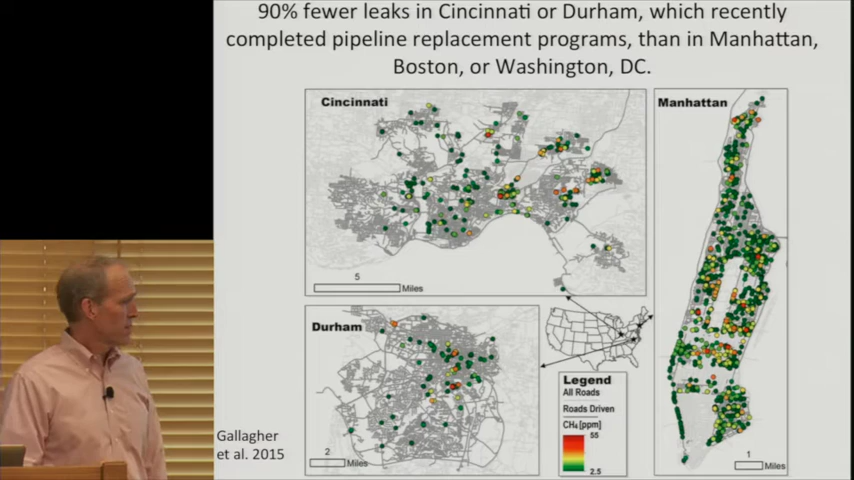 90% fewer leaks in Cincinnati or Durham, which recently
completed pipeline replacement programs, than in Manhattan,
Boston, or Washington, DC.
Cincinnati
5
Miles
Manhattan
Durham
2
Miles
Legend
All Roads
Roads Driven
CH₄ [ppm]
55
2.5
1
Miles
Gallagher
et al. 2015